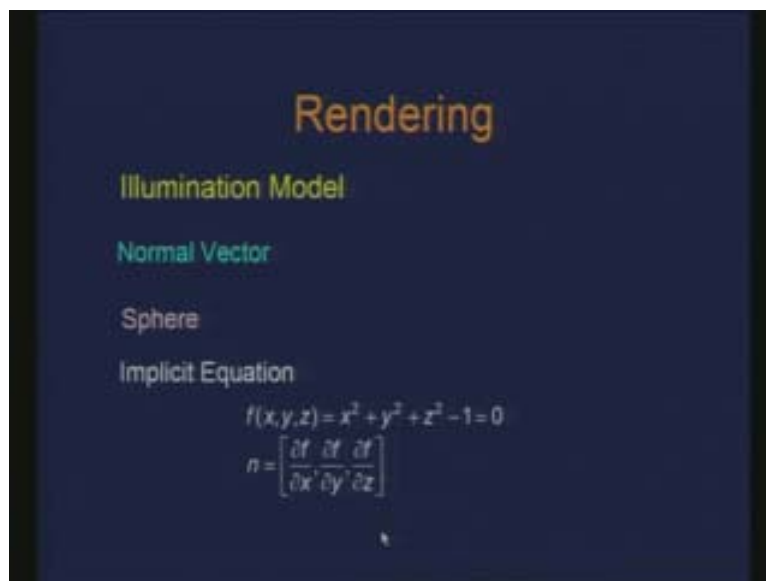 Rendering
Illumination Model
Normal Vector
Sphere
Implicit Equation
f(x,y,z) = x² + y² + z² - 1 = 0
n = [∂f/∂x, ∂f/∂y, ∂f/∂z]